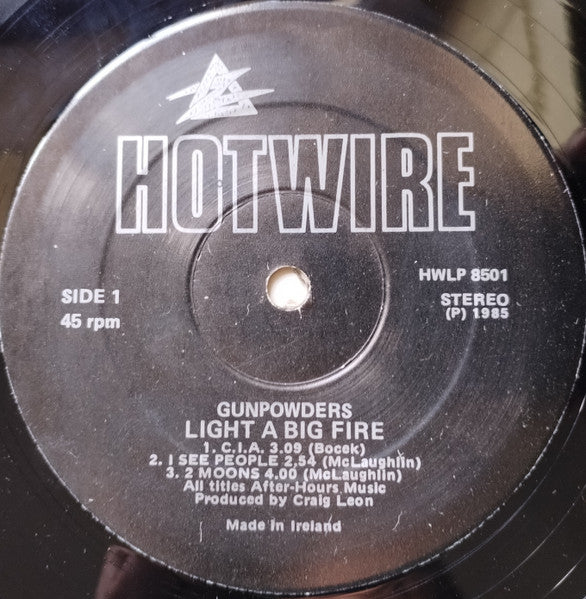 HOTWIRE
HWLP 8501
SIDE 1
STEREO
45 rpm
(P) 1985
GUNPOWDERS
LIGHT A BIG FIRE
1. C.I.A. 3.09 (Bocek)
2. I SEE PEOPLE 2.54 (McLaughlin)
3. 2 MOONS 4.00 (McLaughlin)
All titles After-Hours Music
Produced by Craig Leon
Made in Ireland